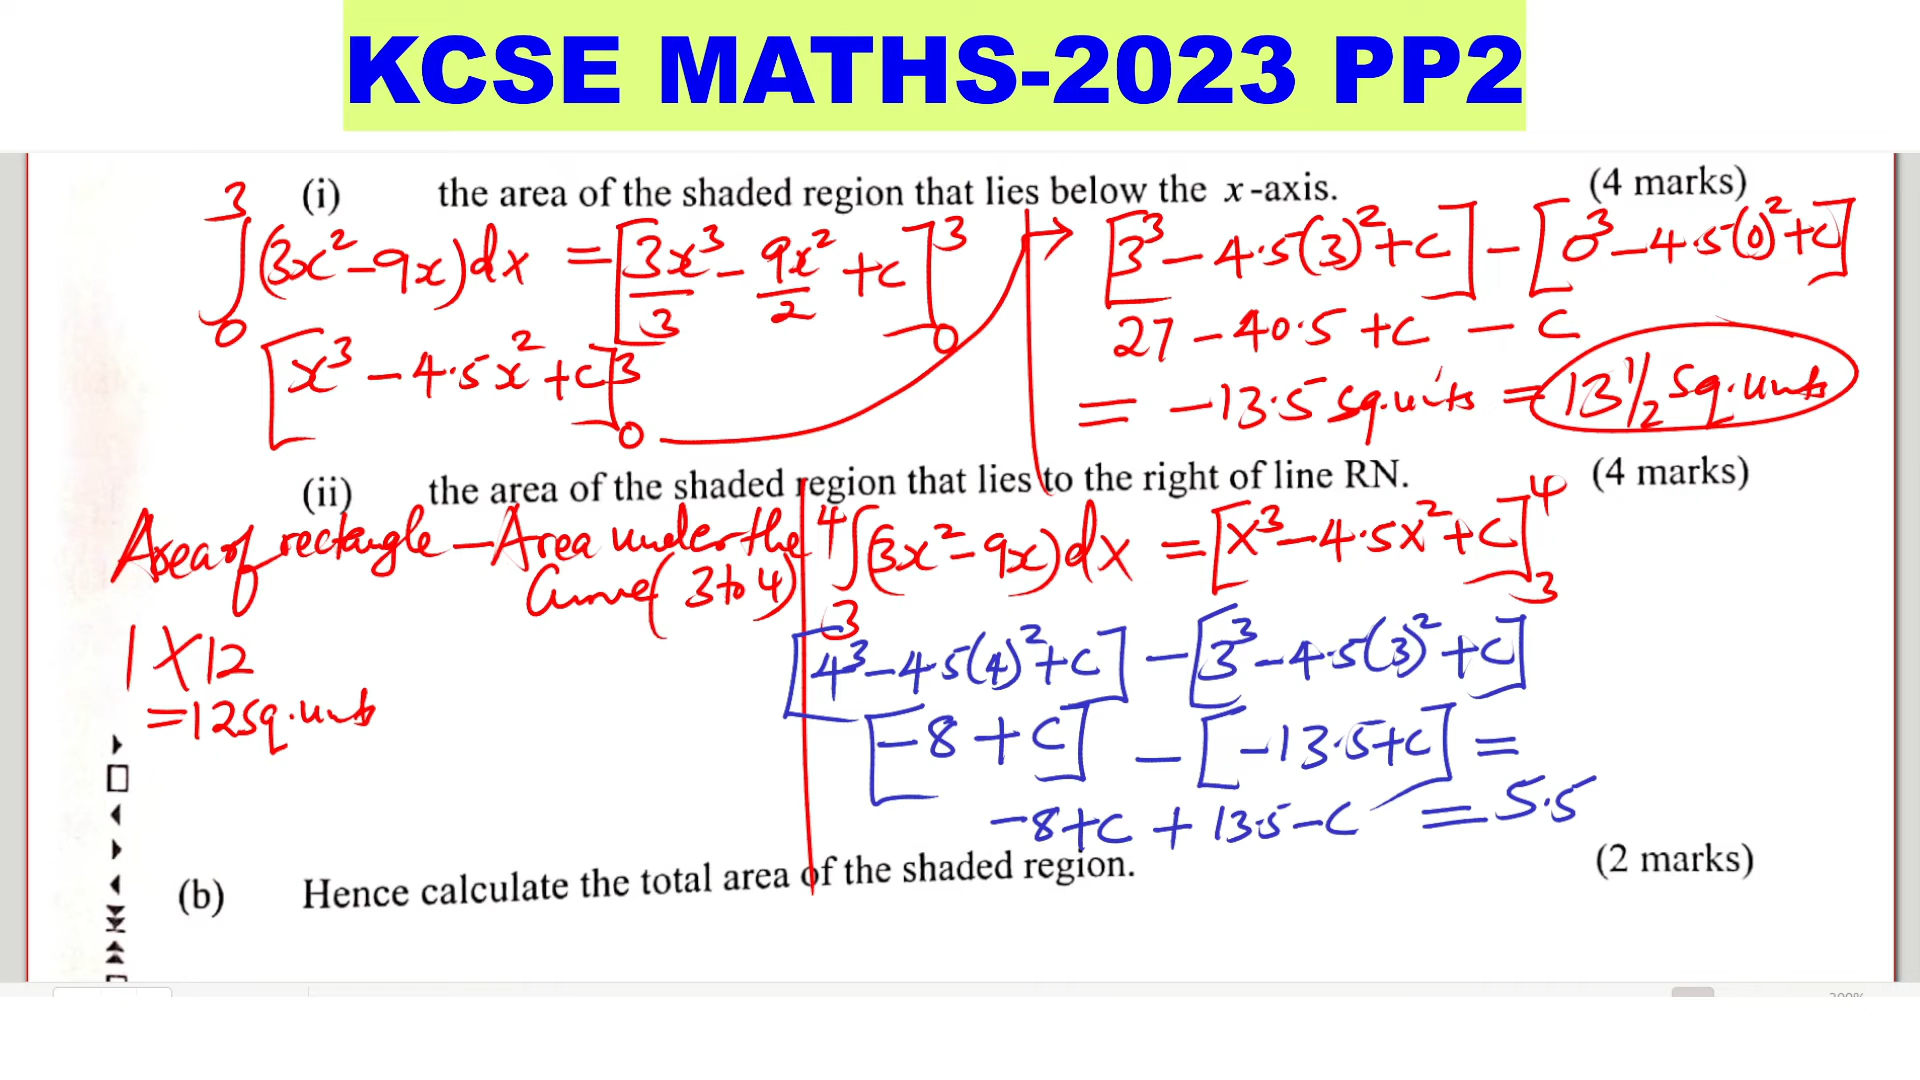 KCSE MATHS-2023 PP2
(i) the area of the shaded region that lies below the x-axis. (4 marks)
∫₀³(3x²-9x)dx = [3x³/3 - 9x²/2 + c]₀³
[x³ - 4.5x² + c]₀³
→ [3³ - 4.5(3)² + c] - [0³ - 4.5(0)² + c]
27 - 40.5 + c - c
= -13.5 sq.units = 13½ sq.units
(ii) the area of the shaded region that lies to the right of line RN. (4 marks)
Area of rectangle - Area under the
Curve (3 to 4)
1 × 12
= 12 sq.units
∫₃⁴(3x²-9x)dx = [x³ - 4.5x² + c]₃⁴
[4³ - 4.5(4)² + c] - [3³ - 4.5(3)² + c]
[-8 + c] - [-13.5 + c] =
-8 + c + 13.5 - c = 5.5
(b) Hence calculate the total area of the shaded region. (2 marks)